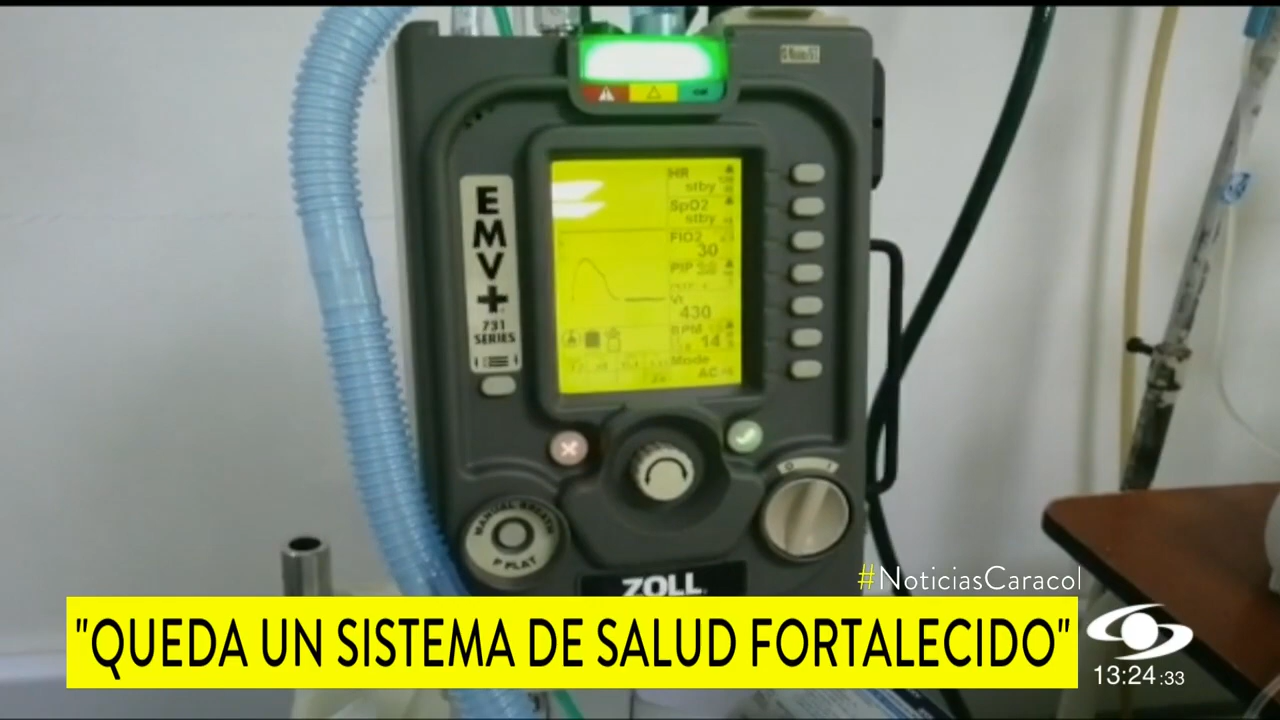 EMV+
731
SERIES
HR
stby
SpO2
stby
FIO2
30
PIP
Vt
430
BPM
14
Mode
AC
MANUAL BREATH
P PLAT
O I
ZOLL
#NoticiasCaracol
"QUEDA UN SISTEMA DE SALUD FORTALECIDO"
13:24:33